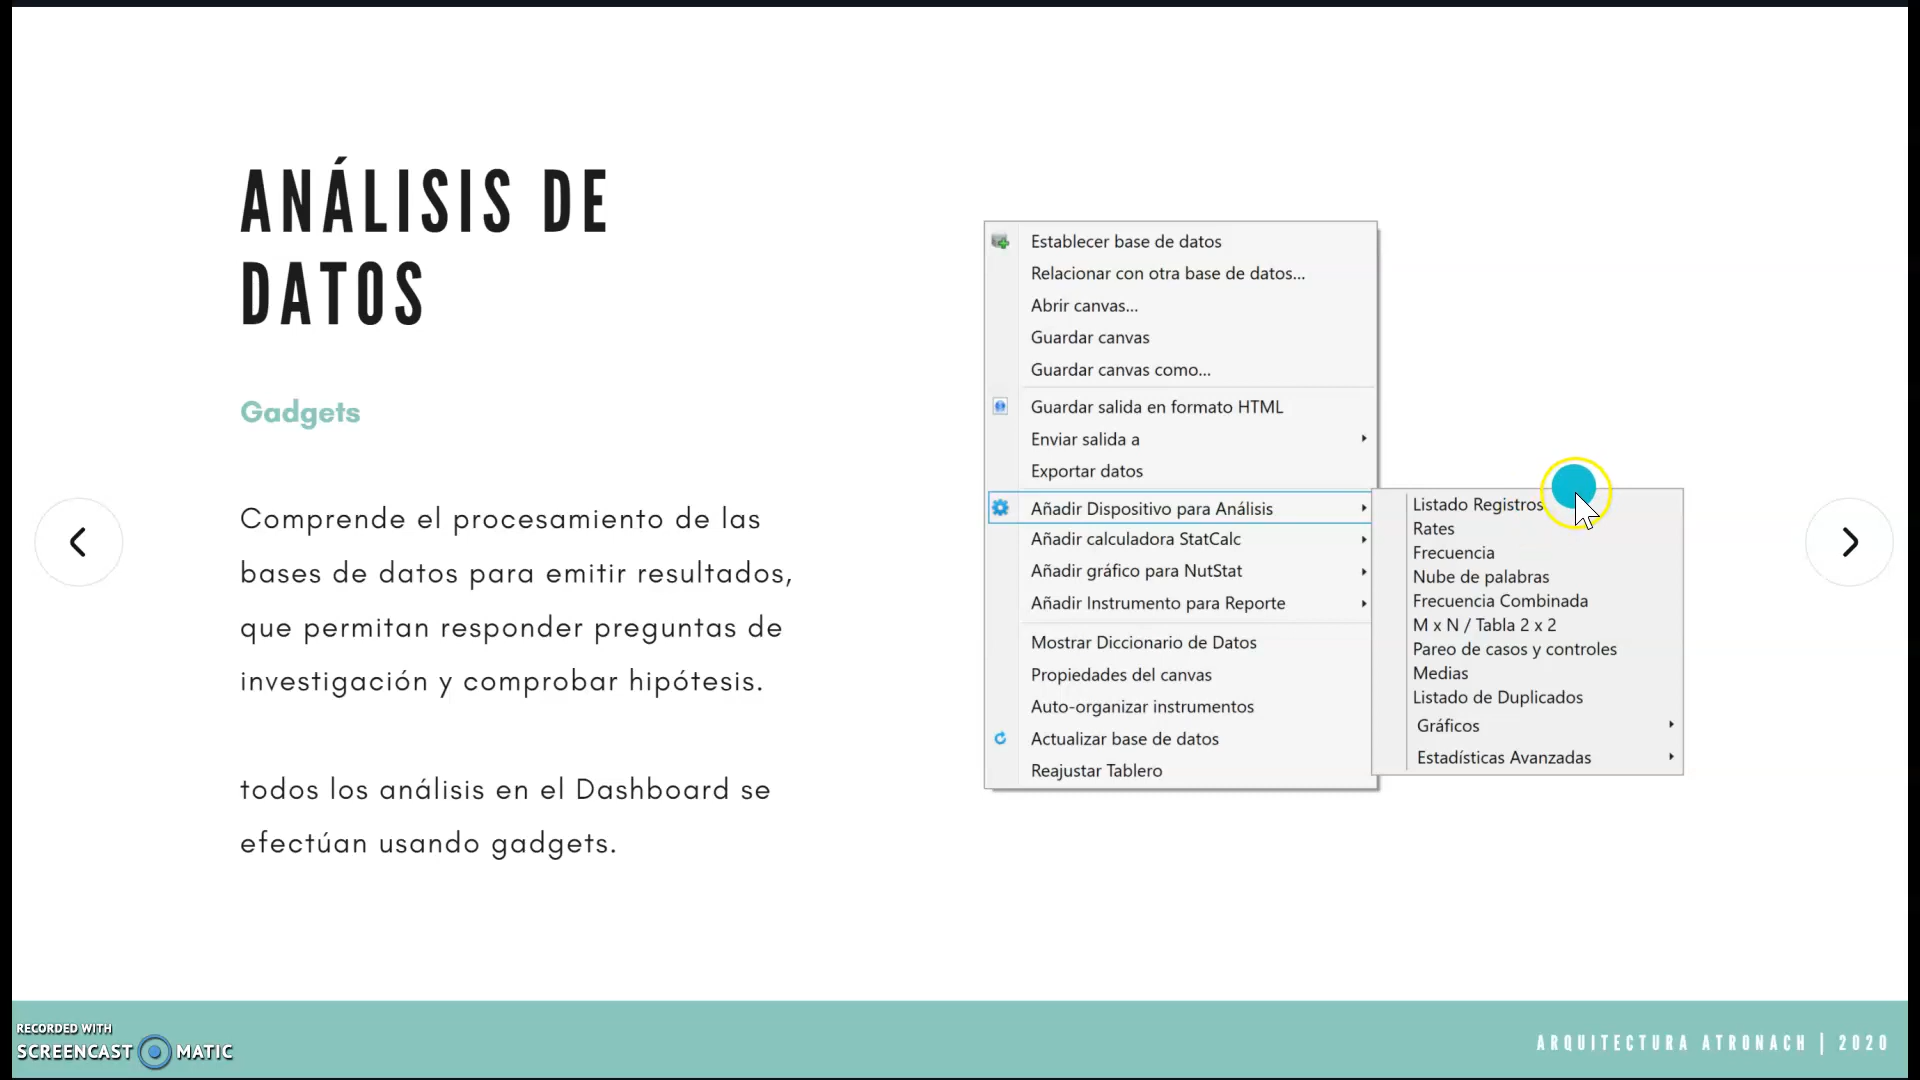 ANÁLISIS DE
DATOS
Gadgets
Comprende el procesamiento de las
bases de datos para emitir resultados,
que permitan responder preguntas de
investigación y comprobar hipótesis.
todos los análisis en el Dashboard se
efectúan usando gadgets.
Establecer base de datos
Relacionar con otra base de datos...
Abrir canvas...
Guardar canvas
Guardar canvas como...
Guardar salida en formato HTML
Enviar salida a
Exportar datos
Añadir Dispositivo para Análisis
Añadir calculadora StatCalc
Añadir gráfico para NutStat
Añadir Instrumento para Reporte
Mostrar Diccionario de Datos
Propiedades del canvas
Auto-organizar instrumentos
Actualizar base de datos
Reajustar Tablero
Listado Registros
Rates
Frecuencia
Nube de palabras
Frecuencia Combinada
M x N / Tabla 2 x 2
Pareo de casos y controles
Medias
Listado de Duplicados
Gráficos
Estadísticas Avanzadas
RECORDED WITH
SCREENCAST MATIC
ARQUITECTURA ATRONACH | 2020